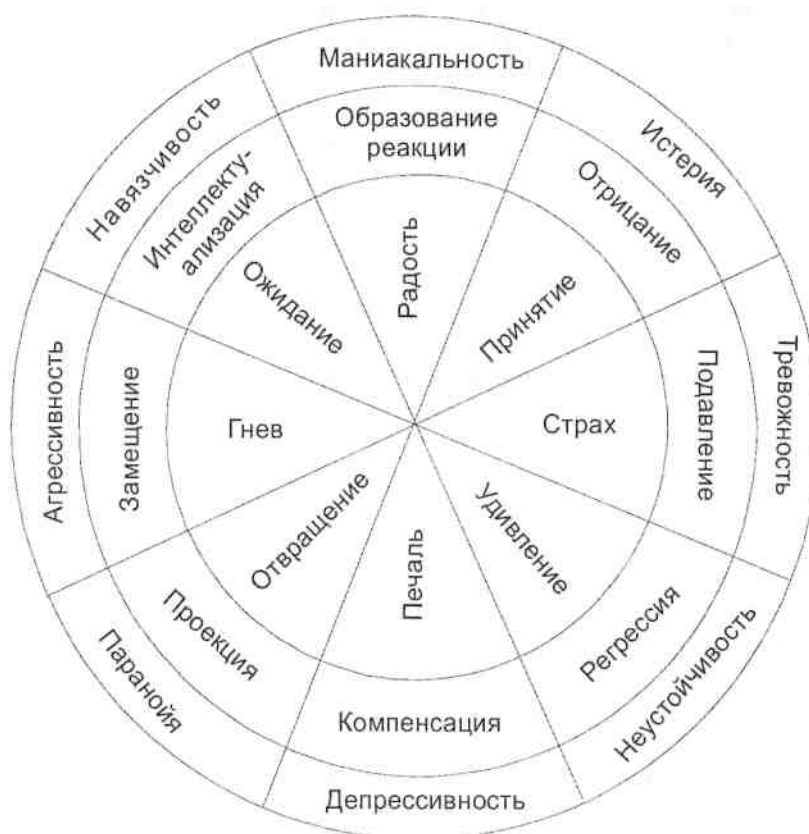 Маниакальность
Образование
реакции
Радость
Истерия
Отрицание
Принятие
Тревожность
Подавление
Страх
Неустойчивость
Регрессия
Удивление
Депрессивность
Компенсация
Печаль
Паранойя
Проекция
Отвращение
Агрессивность
Замещение
Гнев
Навязчивость
Интеллекту-
ализация
Ожидание